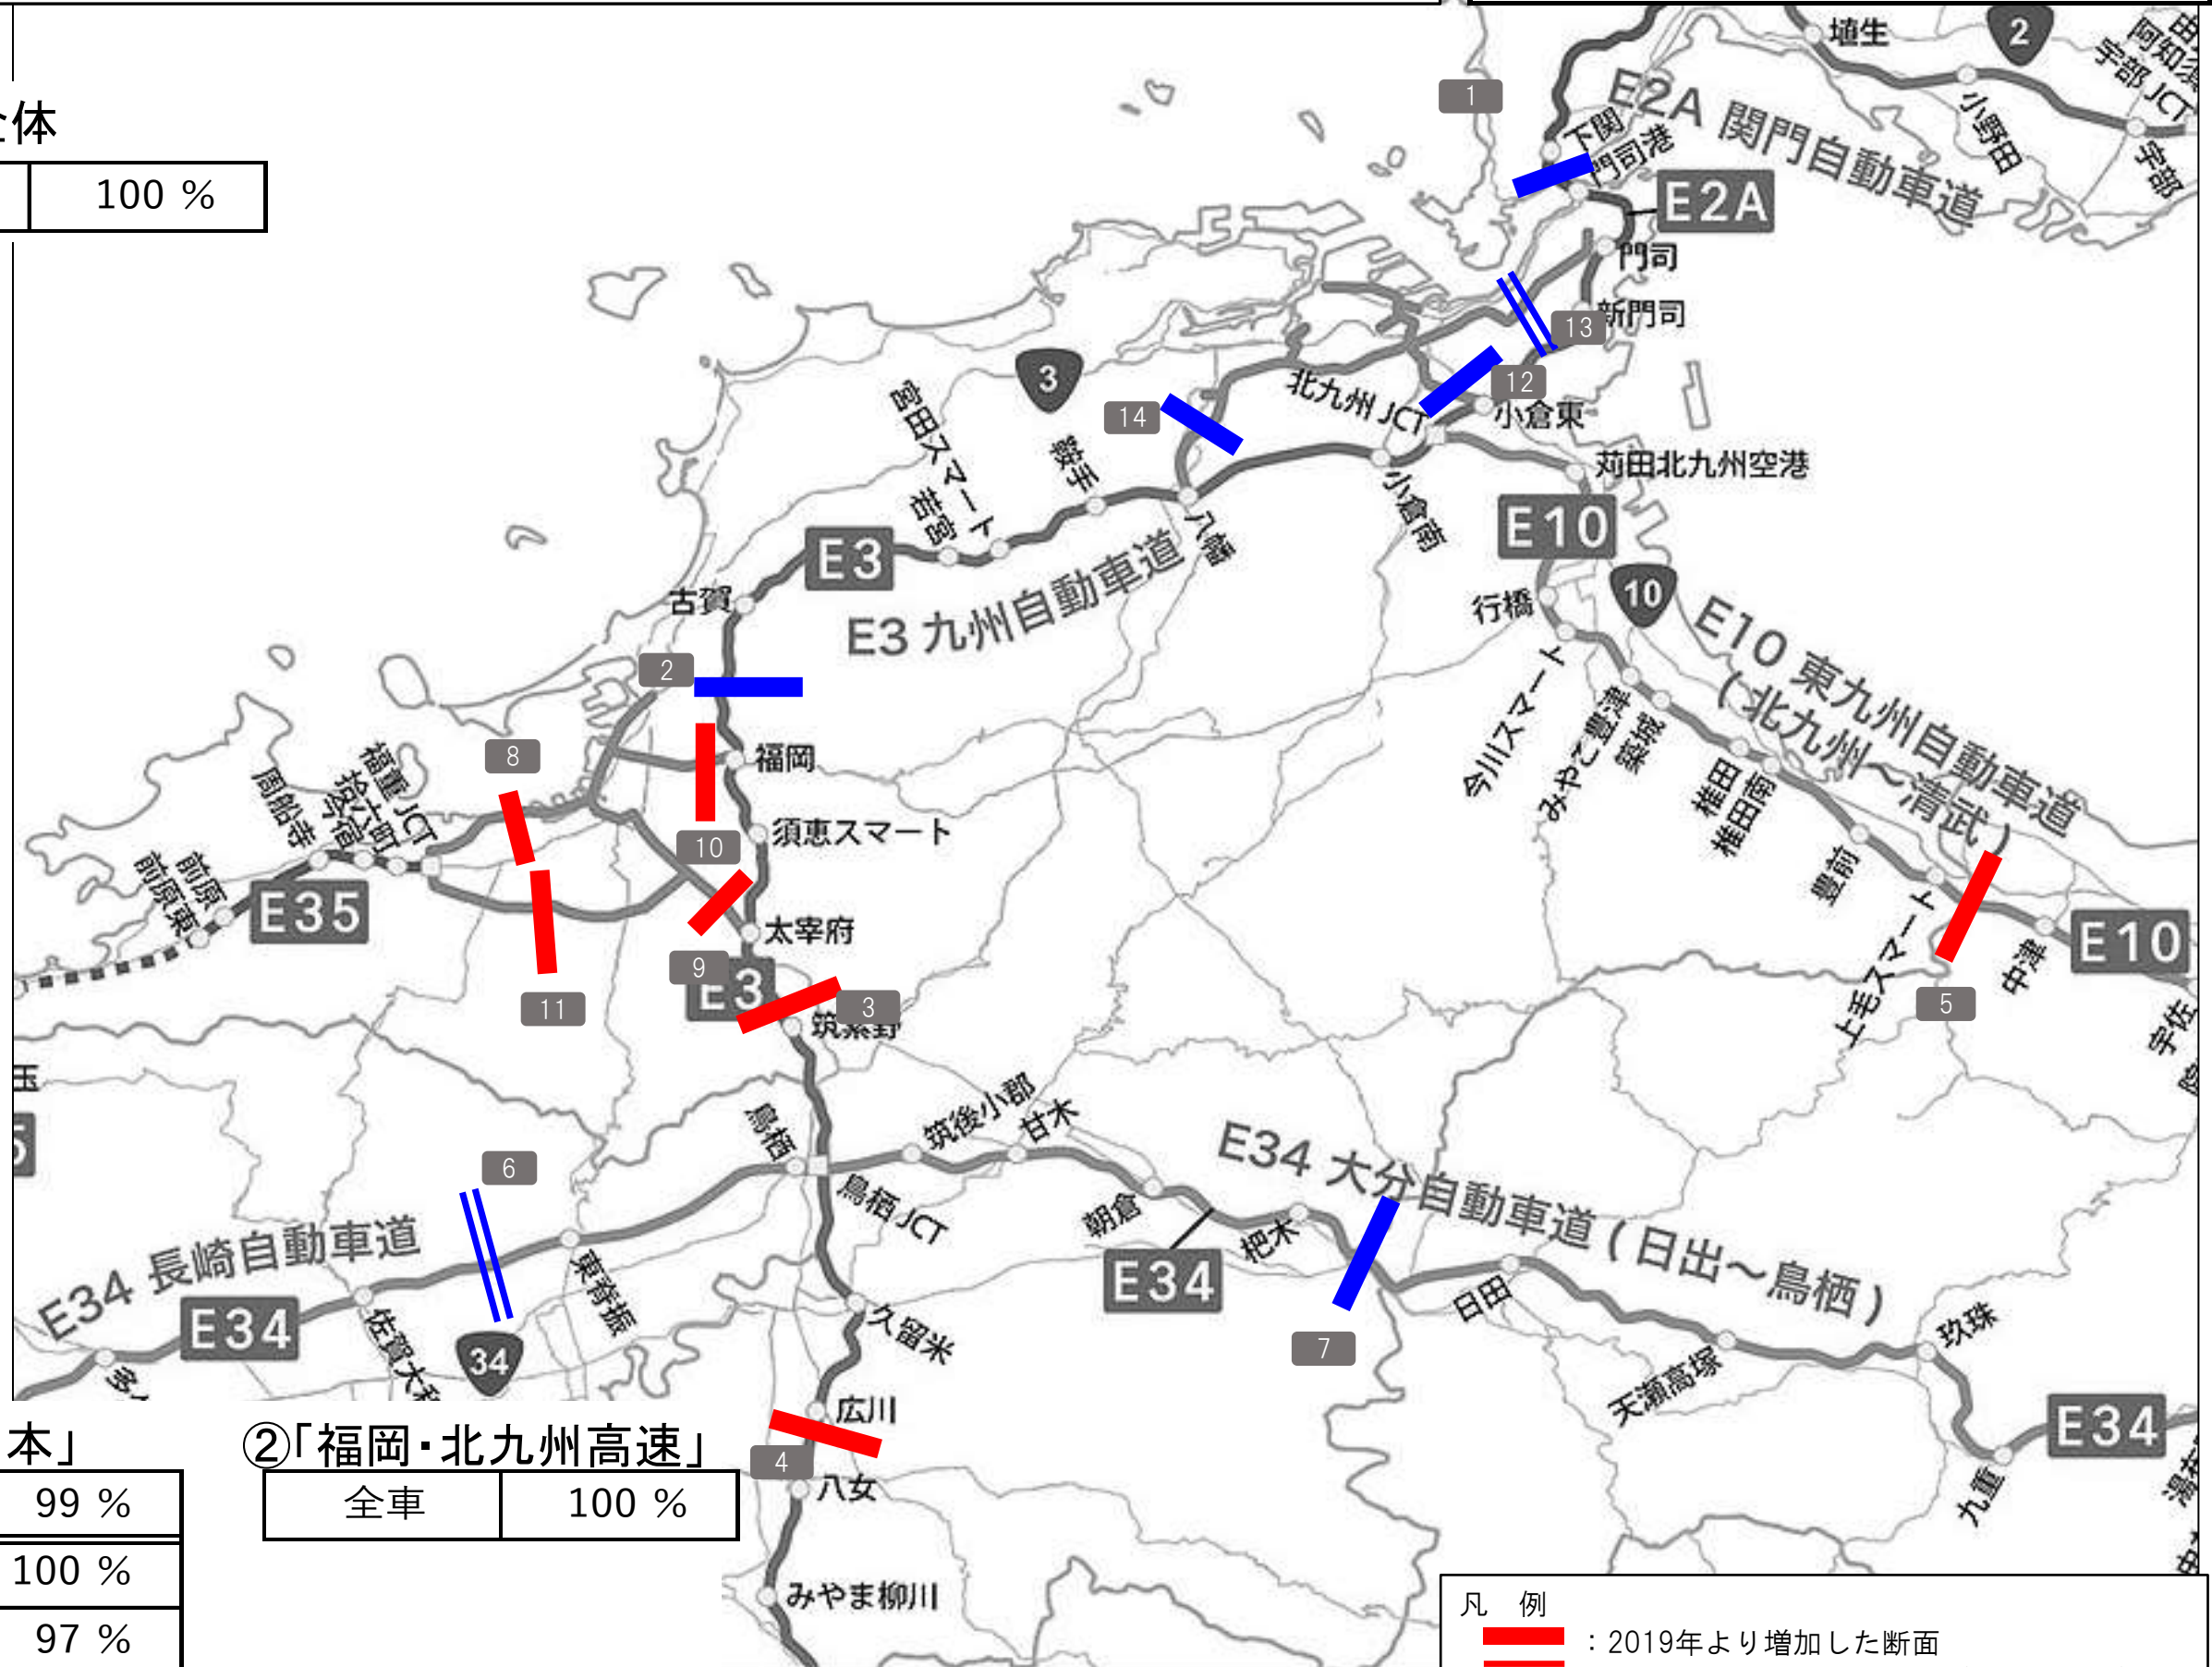 全体
100 %
1
2
埴生
宇部JCT
小野田
宇部
E2A 関門自動車道
下関
門司港
E2A
門司
新門司
13
12
3
14
北九州JCT
小倉東
苅田北九州空港
宮田スマート
若宮
鞍手
八幡
小倉南
E10
E3
E3 九州自動車道
古賀
行橋
10
E10 東九州自動車道
(北九州～清武)
今川スマート
みやこ豊津
築城
椎田
椎田南
豊前
上毛スマート
中津
E10
宇佐
5
2
福岡
8
須恵スマート
10
福重JCT
拾六町
今宿
周船寺
前原
前原東
E35
太宰府
9
E3
3
筑紫野
11
鳥栖
筑後小郡
甘木
鳥栖JCT
朝倉
杷木
E34 大分自動車道(日出～鳥栖)
E34
6
E34 長崎自動車道
E34
東脊振
34
久留米
7
日田
天瀬高塚
玖珠
E34
九重
広川
4
八女
みやま柳川
本」
99 %
100 %
97 %
②「福岡・北九州高速」
全車 100 %
凡 例
：2019年より増加した断面